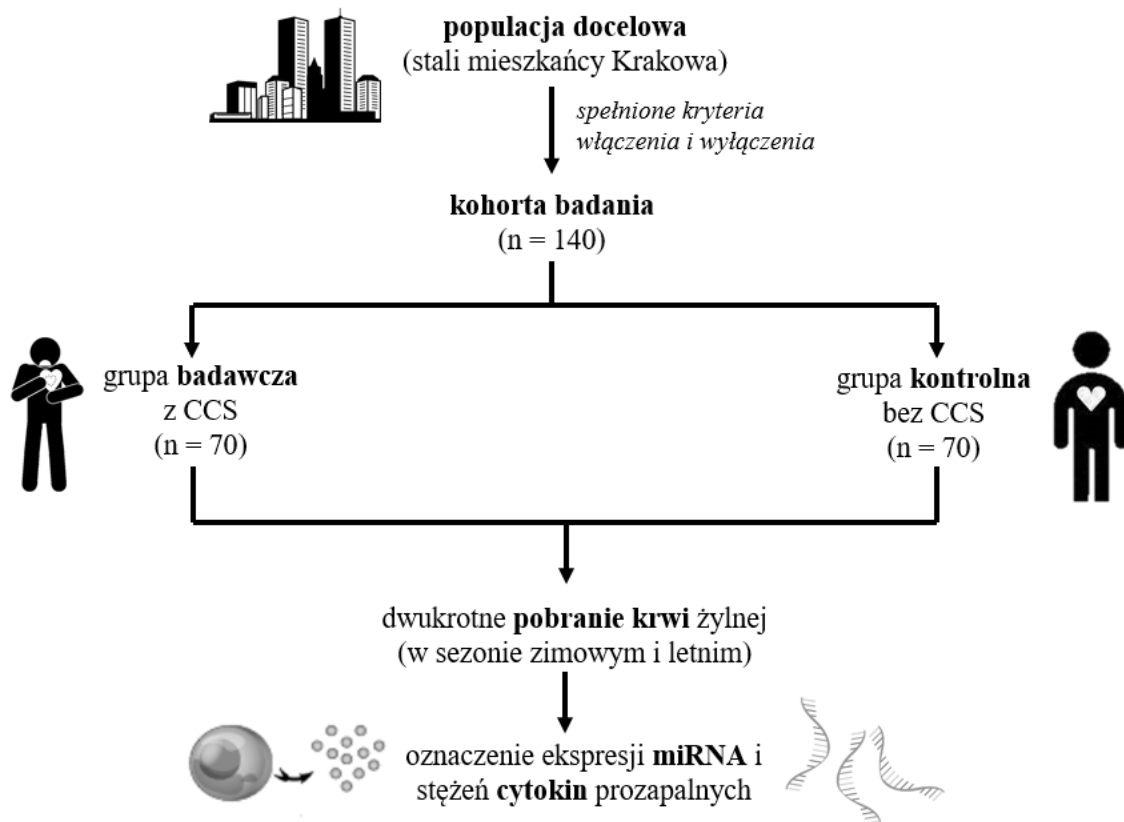 populacja docelowa
(stali mieszkańcy Krakowa)
spełnione kryteria
włączenia i wyłączenia
kohorta badania
(n = 140)
grupa badawcza
z CCS
(n = 70)
grupa kontrolna
bez CCS
(n = 70)
dwukrotne pobranie krwi żylnej
(w sezonie zimowym i letnim)
oznaczenie ekspresji miRNA i
stężeń cytokin prozapalnych